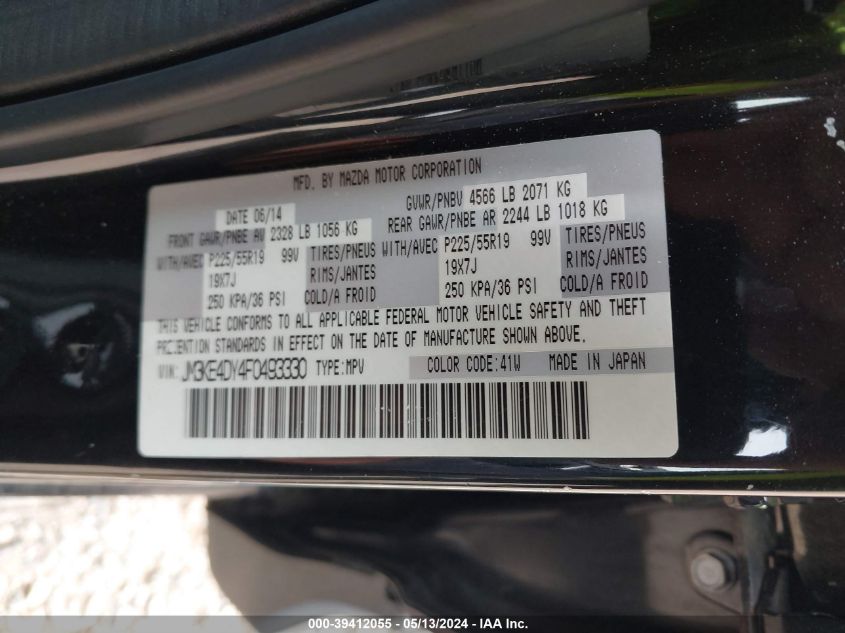 MFD. BY MAZDA MOTOR CORPORATION
DATE 06/14 GVWR/PNBV 4566 LB 2071 KG
FRONT GAWR/PNBE AV 2328 LB 1056 KG REAR GAWR/PNBE AR 2244 LB 1018 KG
WITH/AVEC P225/55R19 99V TIRES/PNEUS WITH/AVEC P225/55R19 99V TIRES/PNEUS
19X7J RIMS/JANTES 19X7J RIMS/JANTES
250 KPA/36 PSI COLD/A FROID 250 KPA/36 PSI COLD/A FROID
THIS VEHICLE CONFORMS TO ALL APPLICABLE FEDERAL MOTOR VEHICLE SAFETY AND THEFT
PREVENTION STANDARDS IN EFFECT ON THE DATE OF MANUFACTURE SHOWN ABOVE.
VIN: JM3KE4DY4F0493330 TYPE:MPV COLOR CODE:41W MADE IN JAPAN
000-39412055 - 05/13/2024 - IAA Inc.